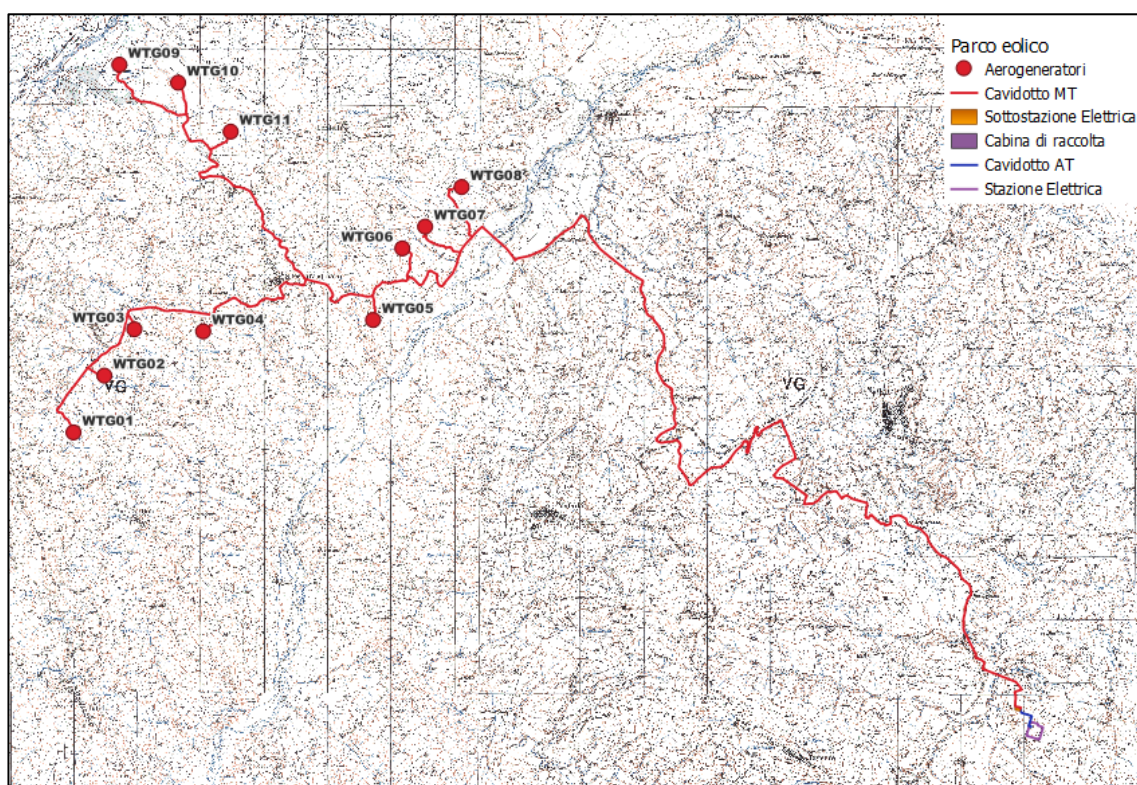 Parco eolico
Aerogeneratori
Cavidotto MT
Sottostazione Elettrica
Cabina di raccolta
Cavidotto AT
Stazione Elettrica
WTG09
WTG10
WTG11
WTG08
WTG07
WTG06
WTG05
WTG03
WTG04
WTG02
VG
VG
WTG01